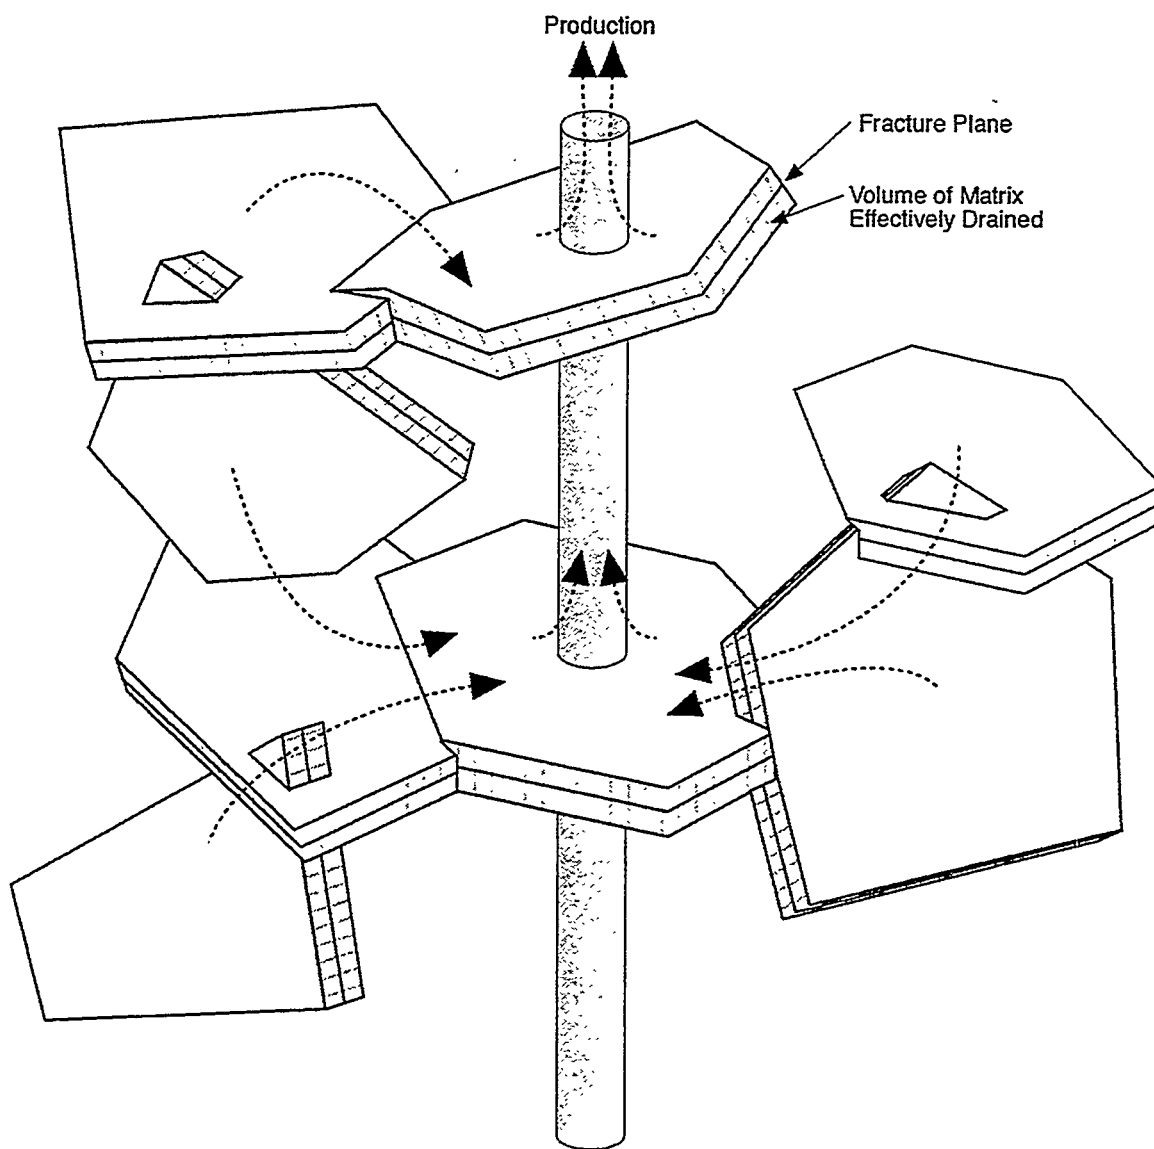 Production
Fracture Plane
Volume of Matrix
Effectively Drained